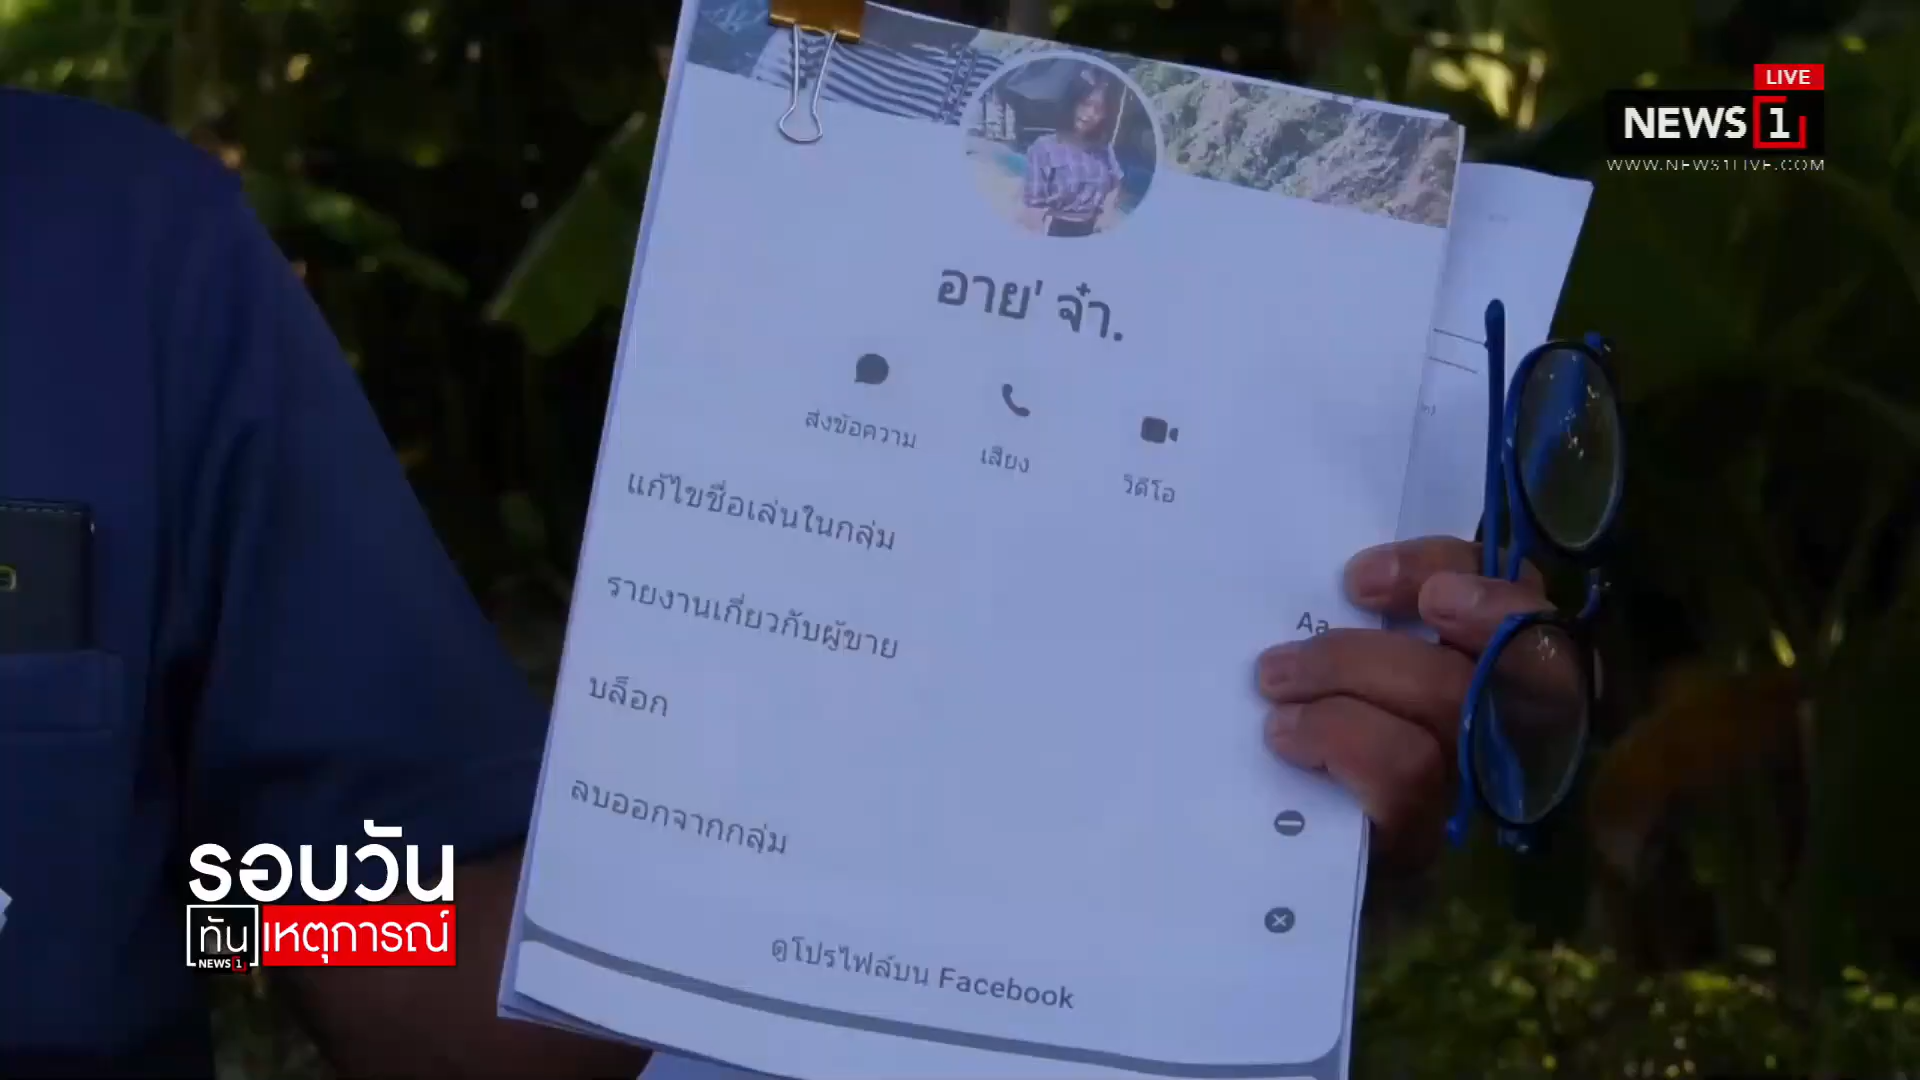 LIVE
NEWS 1
WWW.NEWS1LIVE.COM
อาย' จ๋า.
ส่งข้อความ
เสียง
วิดีโอ
แก้ไขชื่อเล่นในกลุ่ม
Aa
รายงานเกี่ยวกับผู้ขาย
บล็อก
ลบออกจากกลุ่ม
ดูโปรไฟล์บน Facebook
รอบวัน
ทัน เหตุการณ์
NEWS 1